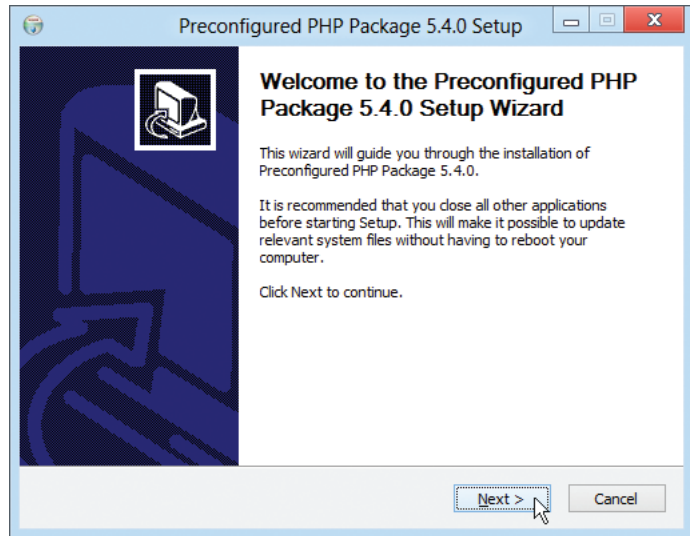 Preconfigured PHP Package 5.4.0 Setup
x
Welcome to the Preconfigured PHP
Package 5.4.0 Setup Wizard
This wizard will guide you through the installation of
Preconfigured PHP Package 5.4.0.
It is recommended that you close all other applications
before starting Setup. This will make it possible to update
relevant system files without having to reboot your
computer.
Click Next to continue.
Next >
Cancel